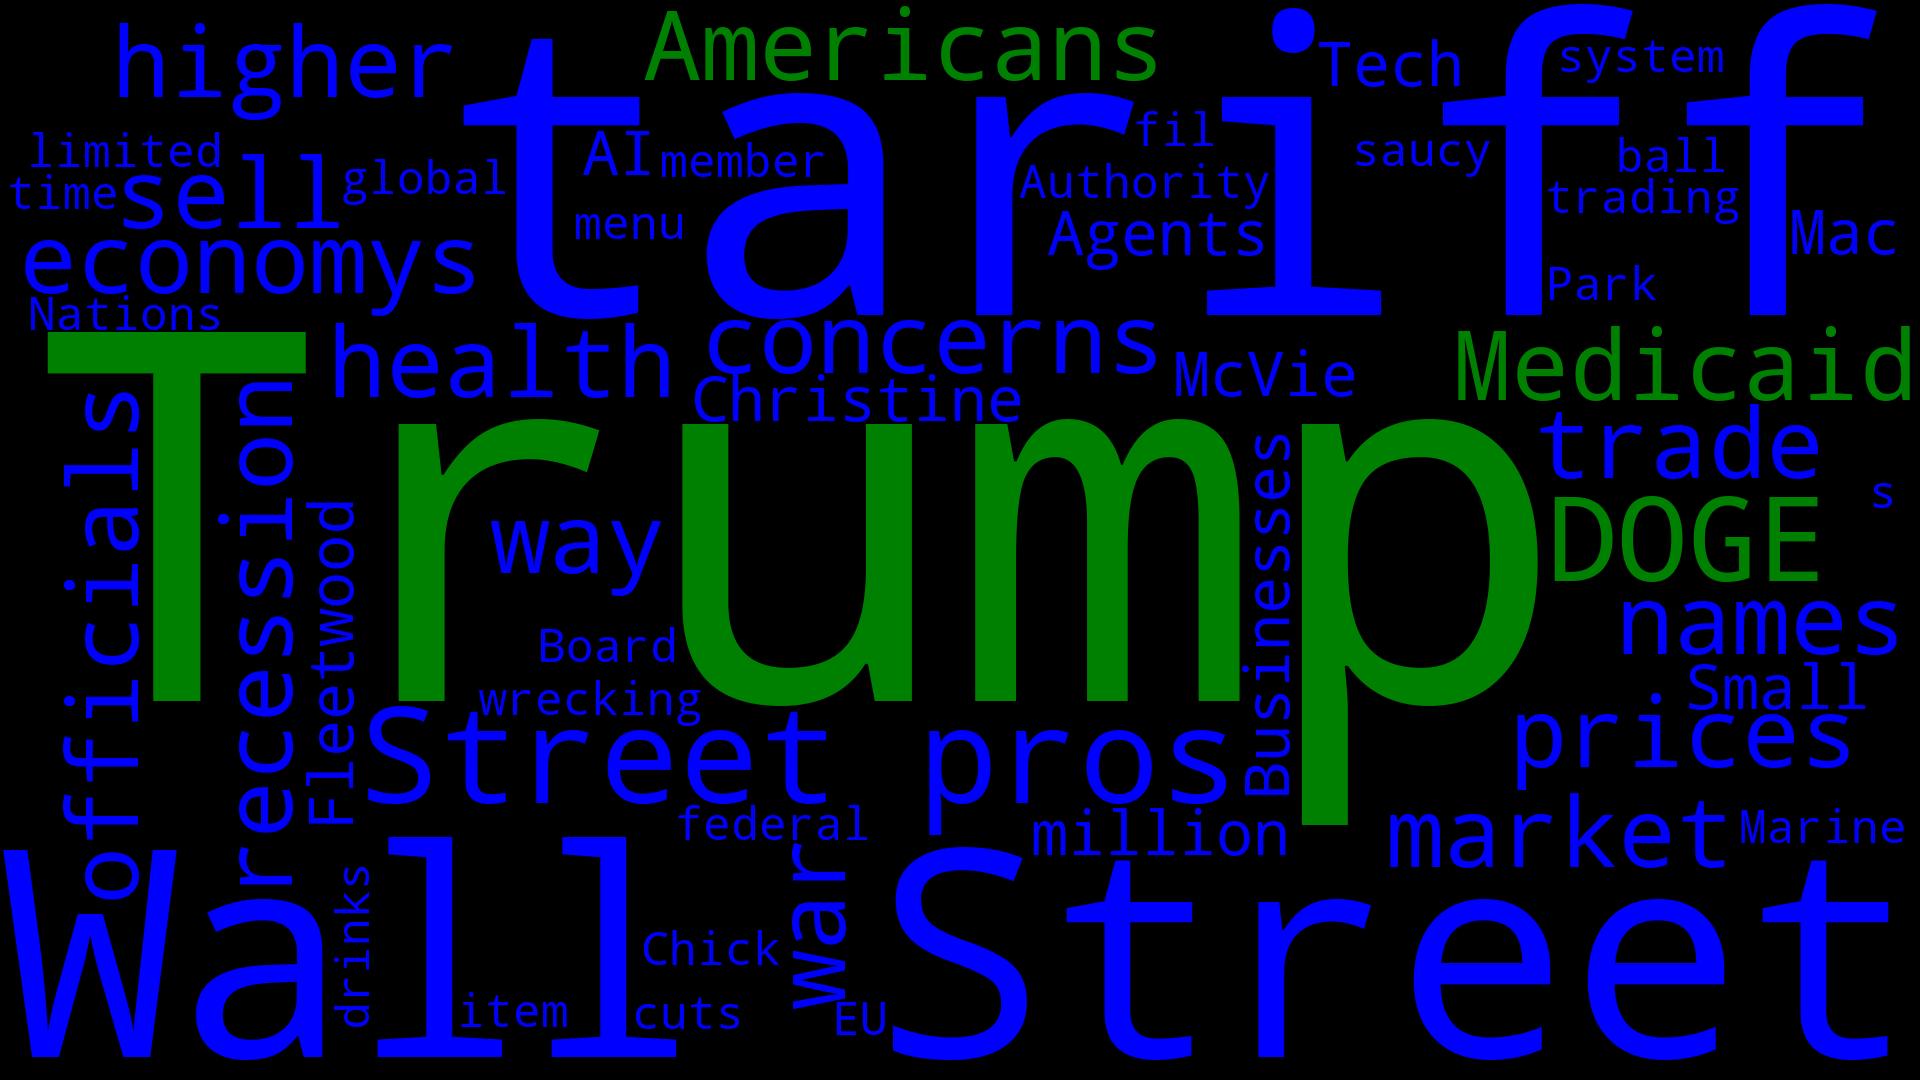 higher
Americans
tariff
Tech
system
limited
time
sell
global
AI
member
menu
fil
Authority
Agents
saucy
ball
trading
Mac
Park
economys
Nations
health
concerns
Christine
McVie
Medicaid
trade
Trump
officials
recession
Fleetwood
way
Businesses
s
DOGE
names
Board
wrecking
Small
prices
Street
pros
federal
million
market
Marine
Wall Street
drinks
item
Chick
cuts
war
EU